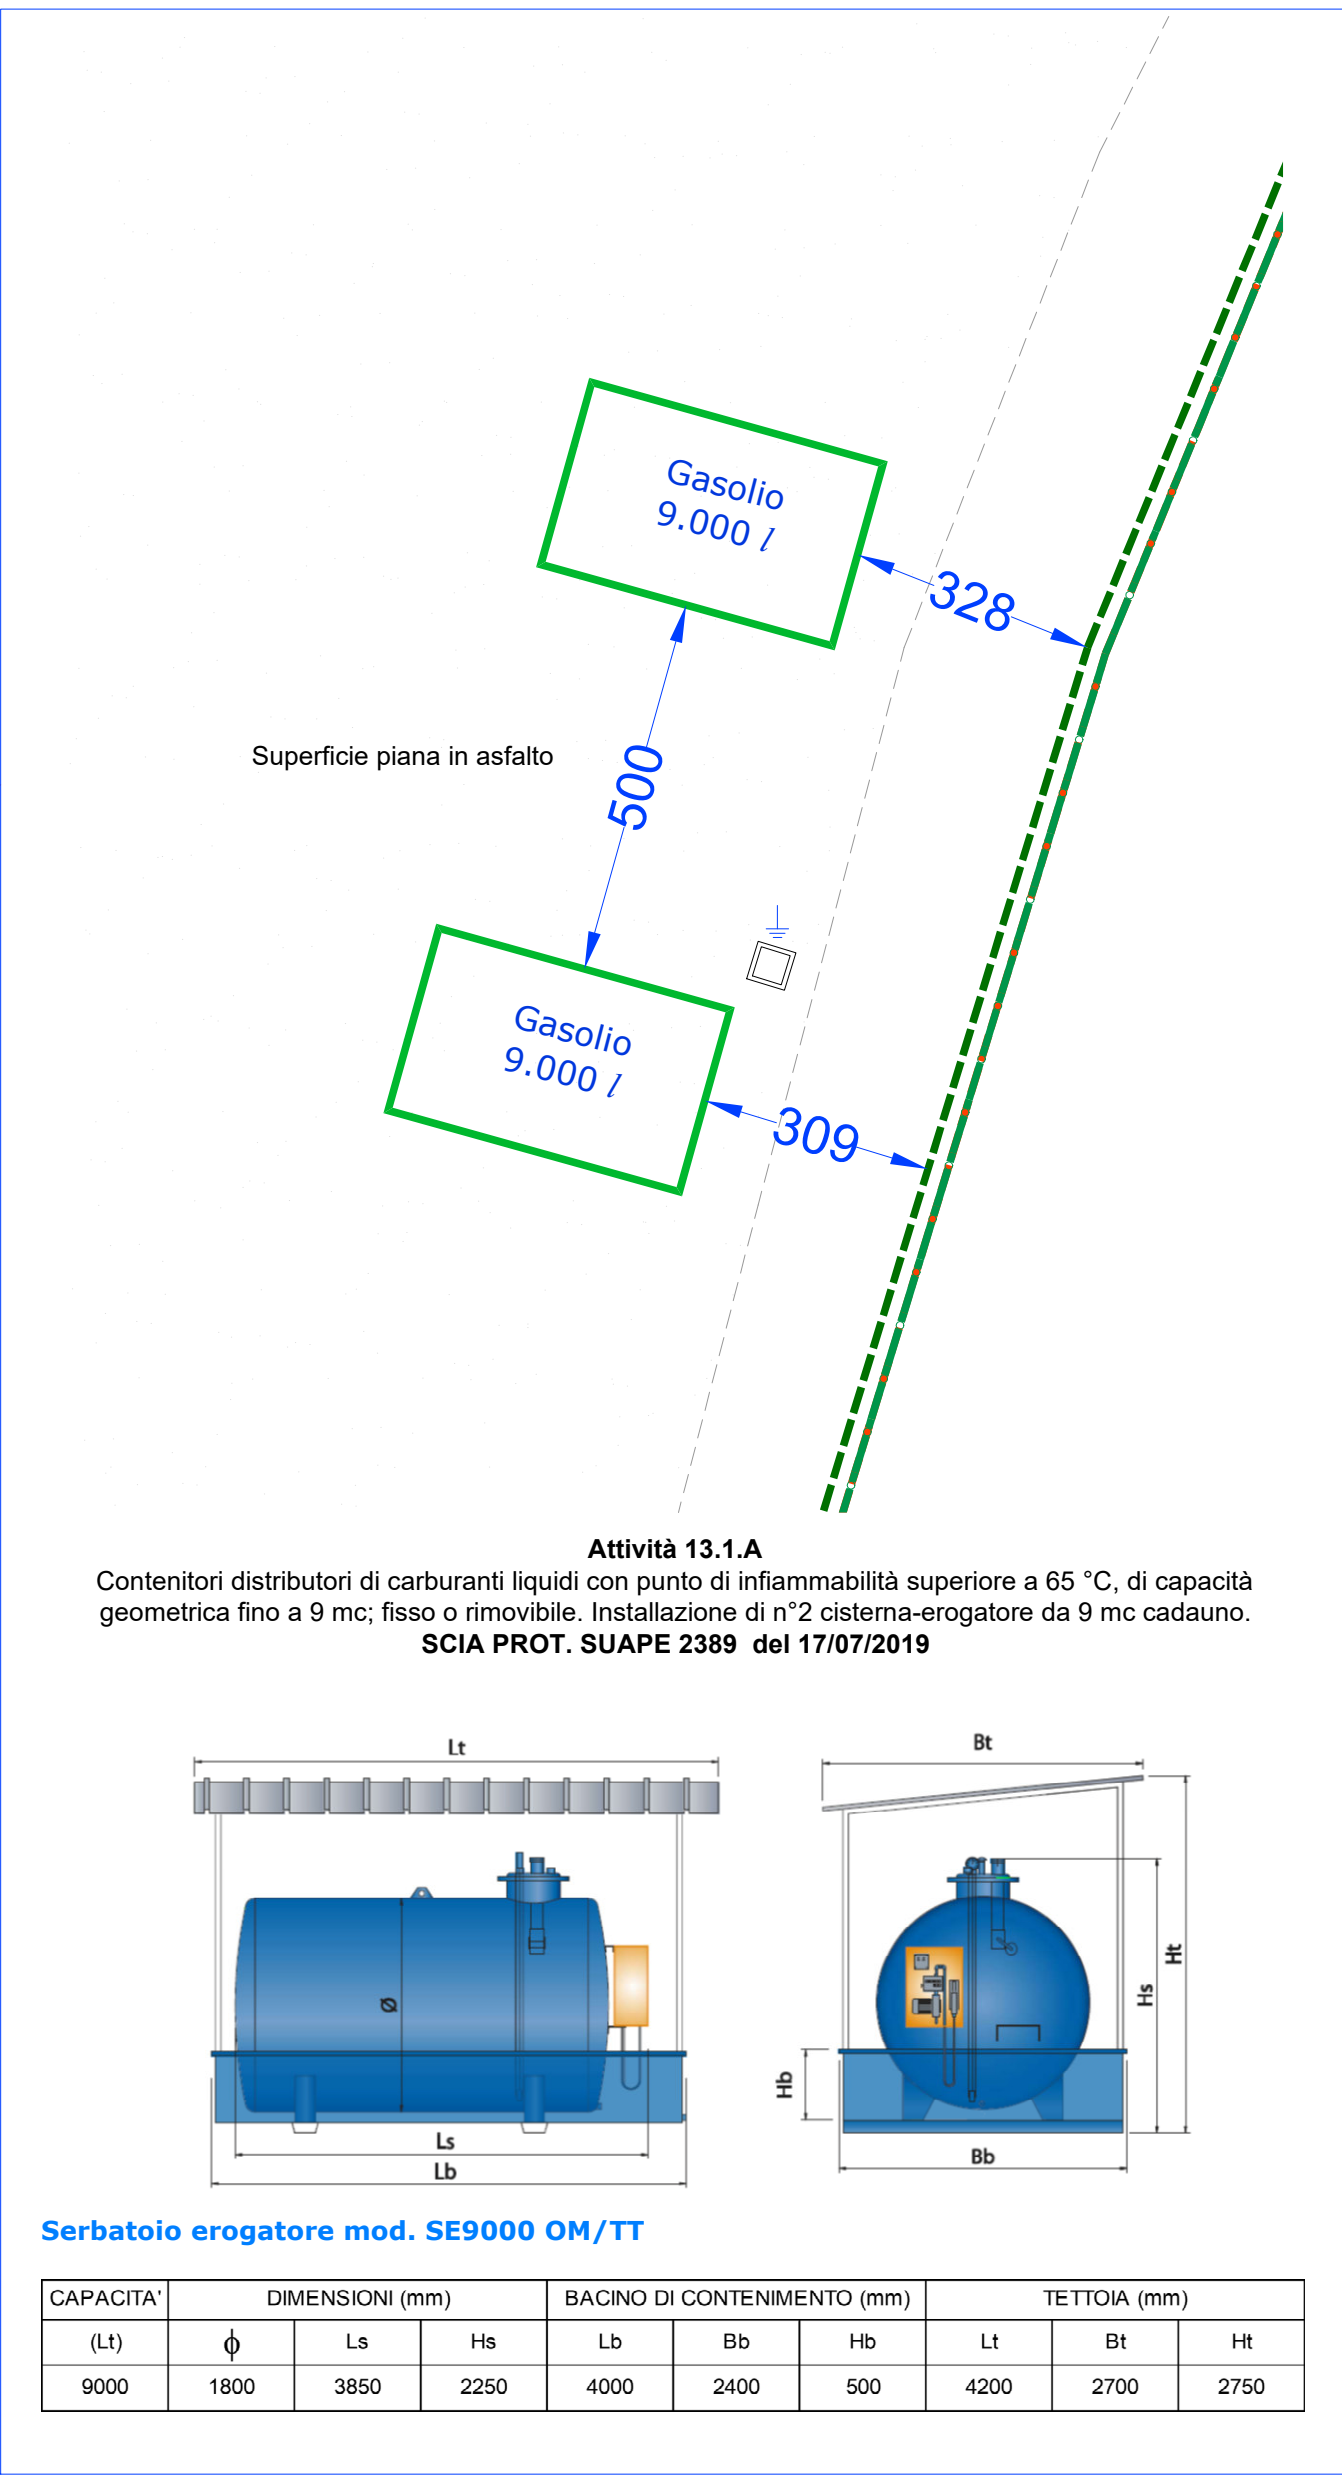 Gasolio
9.000 l
328
Superficie piana in asfalto
500
Gasolio
9.000 l
309
Attività 13.1.A
Contenitori distributori di carburanti liquidi con punto di infiammabilità superiore a 65 °C, di capacità
geometrica fino a 9 mc; fisso o rimovibile. Installazione di n°2 cisterna-erogatore da 9 mc cadauno.
SCIA PROT. SUAPE 2389 del 17/07/2019
Lt
Bt
Ø
Ht
Hs
Hb
Ls
Lb
Bb
Serbatoio erogatore mod. SE9000 OM/TT
CAPACITA' DIMENSIONI (mm) BACINO DI CONTENIMENTO (mm) TETTOIA (mm)
(Lt) ϕ Ls Hs Lb Bb Hb Lt Bt Ht
9000 1800 3850 2250 4000 2400 500 4200 2700 2750